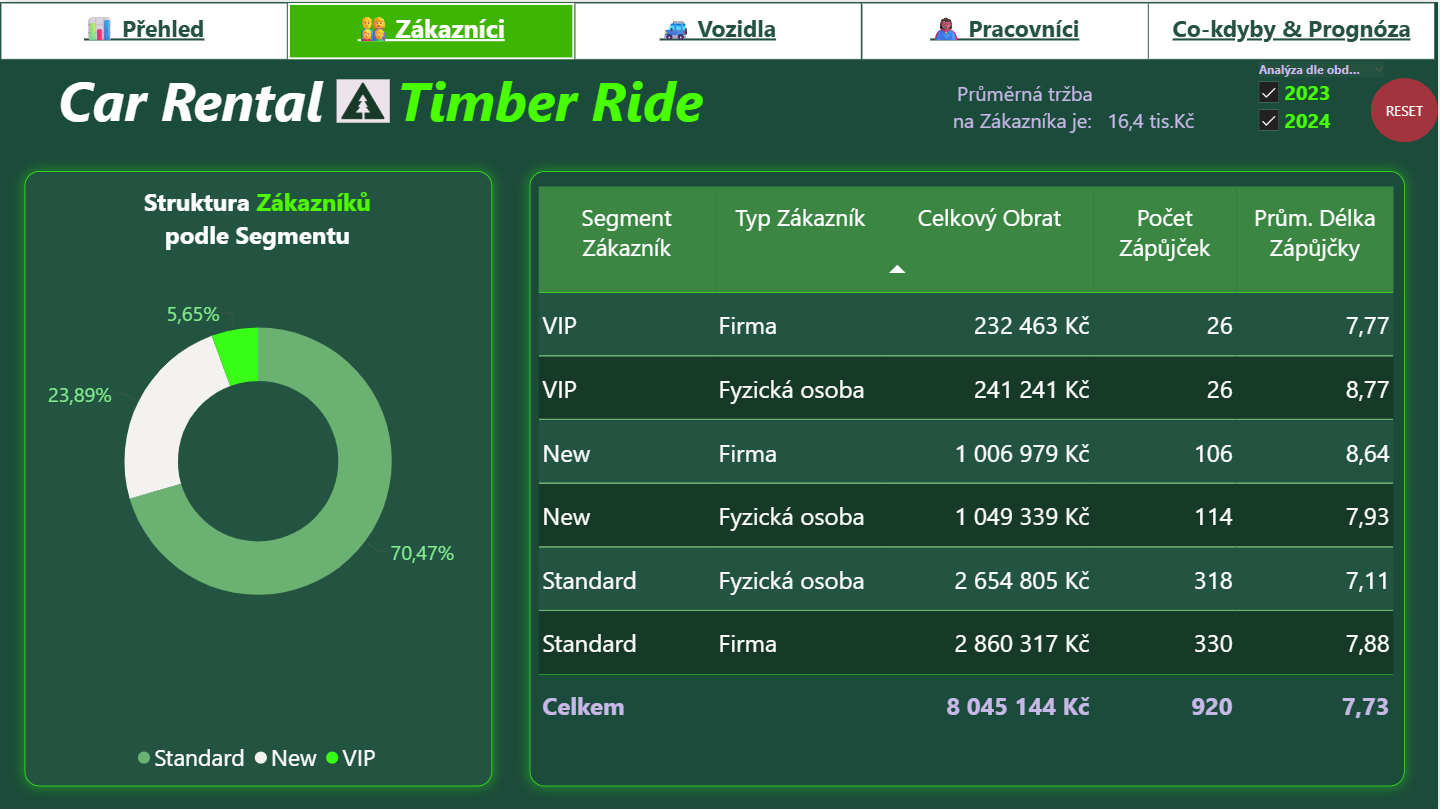 Přehled
Zákazníci
Vozidla
Pracovníci
Co-kdyby & Prognóza
Car Rental Timber Ride
Průměrná tržba
na Zákazníka je: 16,4 tis.Kč
Analýza dle obd...
2023
2024
RESET
Struktura Zákazníků
podle Segmentu
5,65%
23,89%
70,47%
Standard New VIP
Segment Zákazník Typ Zákazník Celkový Obrat Počet Zápůjček Prům. Délka Zápůjčky
VIP Firma 232 463 Kč 26 7,77
VIP Fyzická osoba 241 241 Kč 26 8,77
New Firma 1 006 979 Kč 106 8,64
New Fyzická osoba 1 049 339 Kč 114 7,93
Standard Fyzická osoba 2 654 805 Kč 318 7,11
Standard Firma 2 860 317 Kč 330 7,88
Celkem 8 045 144 Kč 920 7,73